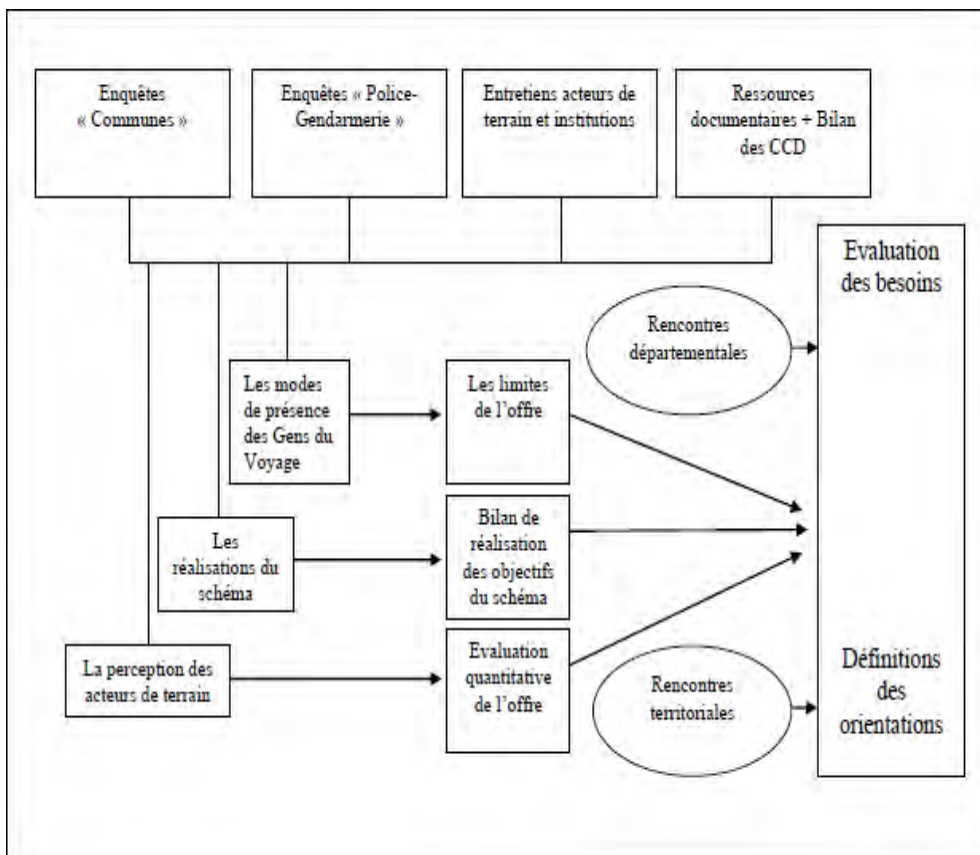 Enquêtes
« Communes »
Enquêtes « Police-
Gendarmerie »
Entretiens acteurs de
terrain et institutions
Ressources
documentaires + Bilan
des CCD
Evaluation
des besoins
Rencontres
départementales
Les modes
de présence
des Gens du
Voyage
Les limites
de l'offre
Les
réalisations du
schéma
Bilan de
réalisation
des objectifs
du schéma
La perception des
acteurs de terrain
Evaluation
quantitative
de l'offre
Rencontres
territoriales
Définitions
des
orientations